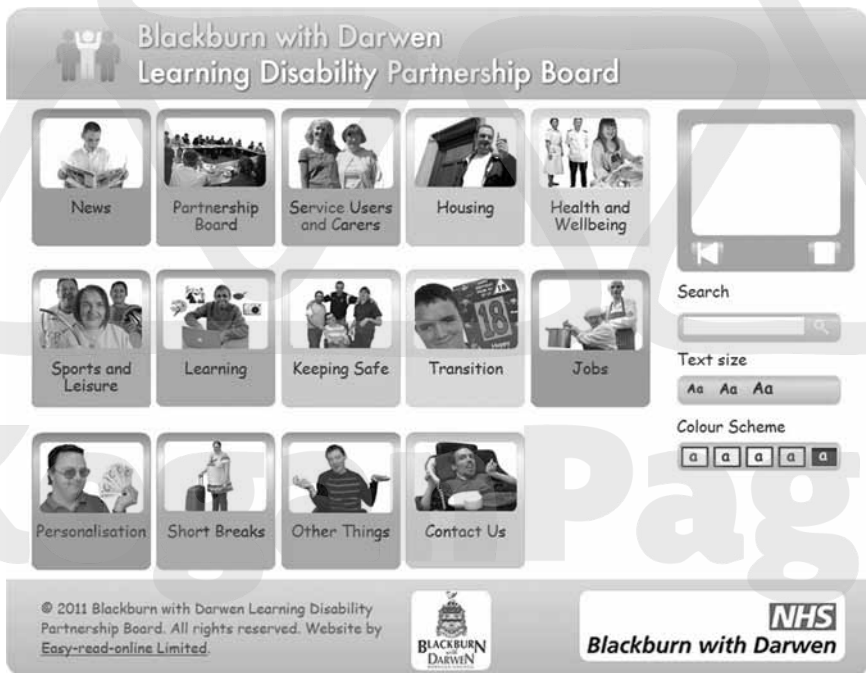 Blackburn with Darwen
Learning Disability Partnership Board
News
Partnership
Board
Service Users
and Carers
Housing
Health and
Wellbeing
Search
Sports and
Leisure
Learning
Keeping Safe
Transition
18
Jobs
Text size
Aa Aa Aa
Colour Scheme
a a a a a
Personalisation
Short Breaks
Other Things
Contact Us
© 2011 Blackburn with Darwen Learning Disability
Partnership Board. All rights reserved. Website by
Easy-read-online Limited.
BLACKBURN
with
DARWEN
NHS
Blackburn with Darwen